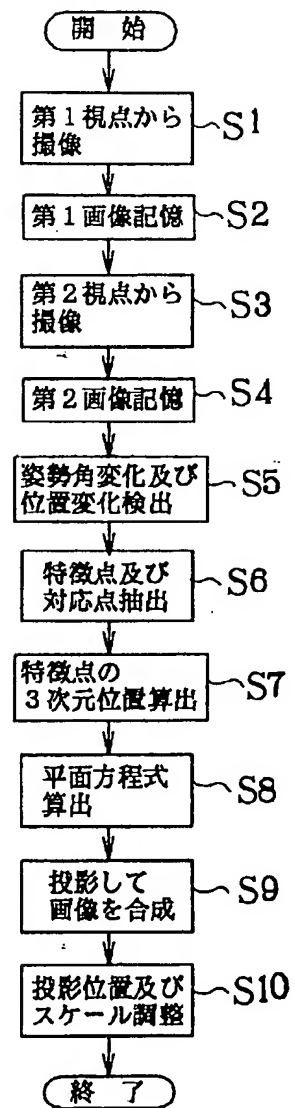 開 始
第1視点から
撮像
S1
第1画像記憶
S2
第2視点から
撮像
S3
第2画像記憶
S4
姿勢角変化及び
位置変化検出
S5
特徴点及び
対応点抽出
S6
特徴点の
3次元位置算出
S7
平面方程式
算出
S8
投影して
画像を合成
S9
投影位置及び
スケール調整
S10
終 了